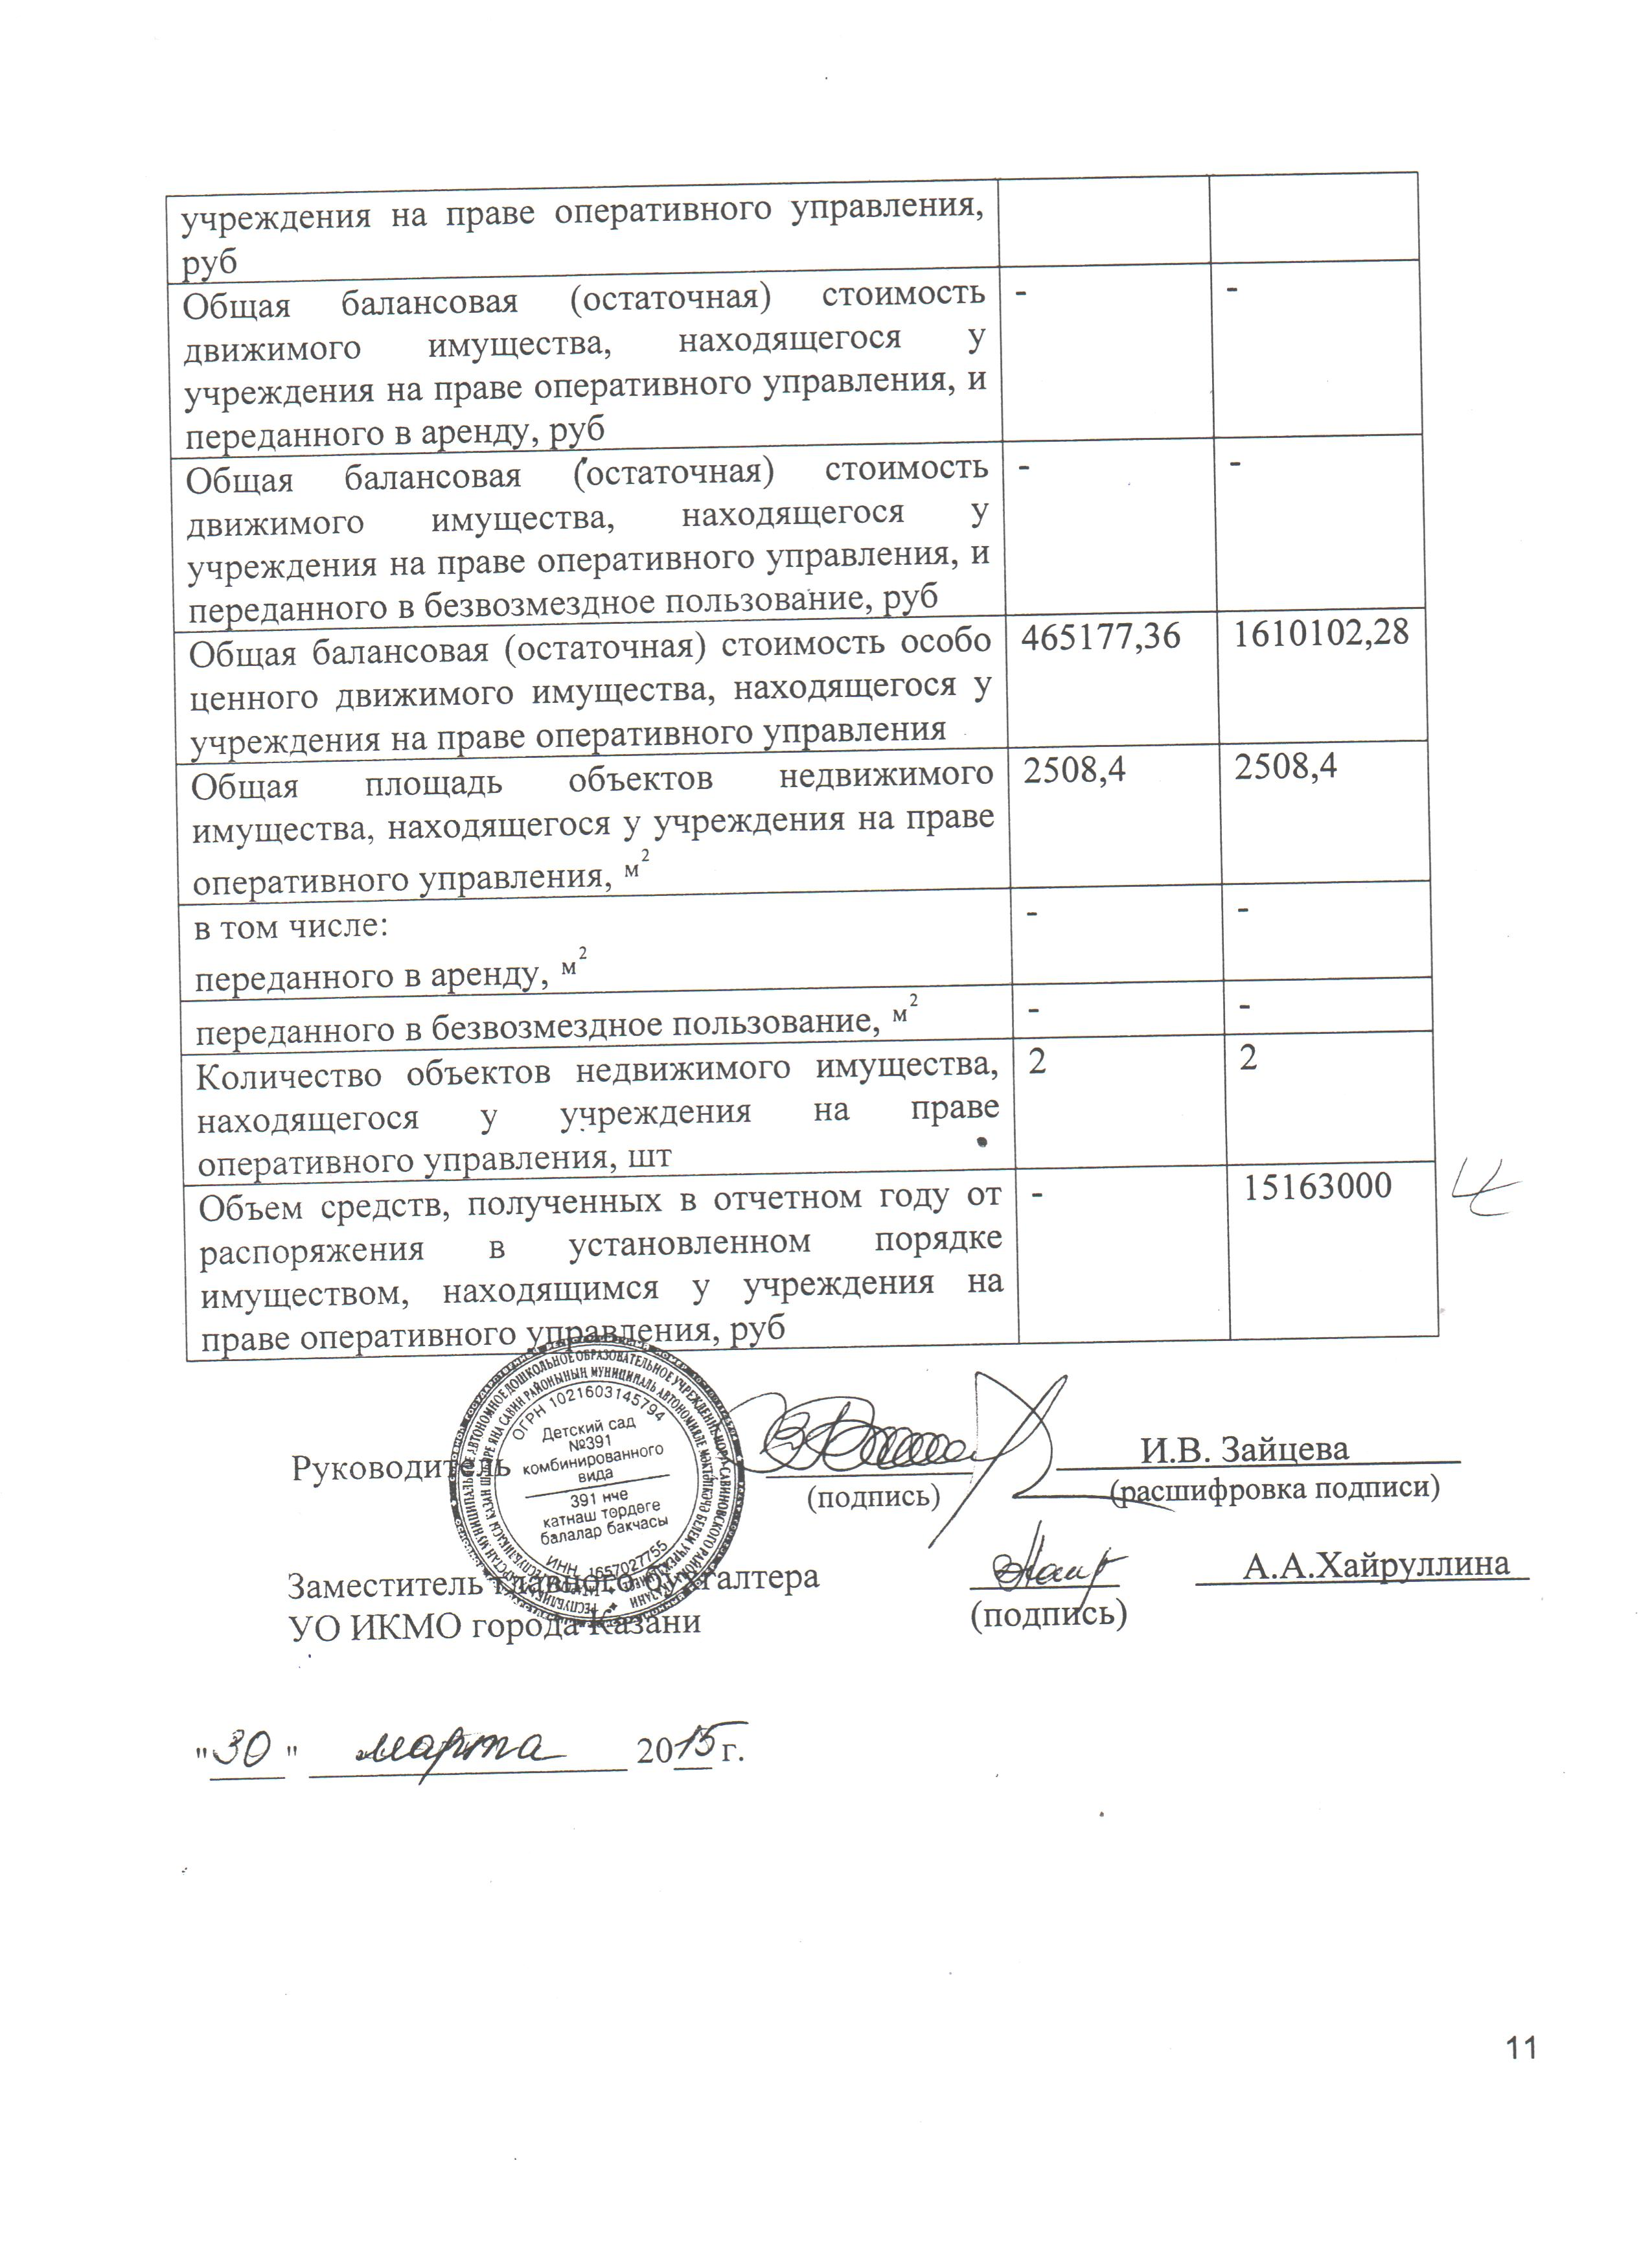 учреждения на праве оперативного управления,
руб
Общая балансовая (остаточная) стоимость - -
движимого имущества, находящегося у
учреждения на праве оперативного управления, и
переданного в аренду, руб
Общая балансовая (остаточная) стоимость - -
движимого имущества, находящегося у
учреждения на праве оперативного управления, и
переданного в безвозмездное пользование, руб
Общая балансовая (остаточная) стоимость особо 465177,36 1610102,28
ценного движимого имущества, находящегося у
учреждения на праве оперативного управления
Общая площадь объектов недвижимого 2508,4 2508,4
имущества, находящегося у учреждения на праве
оперативного управления, м²
в том числе: - -
переданного в аренду, м²
переданного в безвозмездное пользование, м² - -
Количество объектов недвижимого имущества, 2 2
находящегося у учреждения на праве
оперативного управления, шт
Объем средств, полученных в отчетном году от - 15163000
распоряжения в установленном порядке
имуществом, находящимся у учреждения на
праве оперативного управления, руб
ОГРН 1021603145794
Детский сад
№391
комбинированного
вида
391 нче
катнаш төрдәге
балалар бакчасы
ИНН 1657027755
Руководитель И.В. Зайцева
(подпись) (расшифровка подписи)
Заместитель главного бухгалтера А.А.Хайруллина
УО ИКМО города Казани (подпись)
"30" марта 2015 г.
11